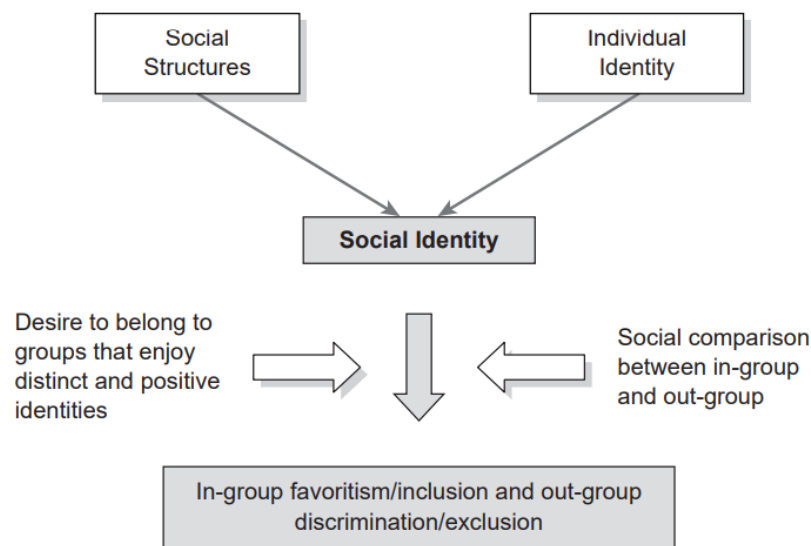 Social
Structures
Individual
Identity
Social Identity
Desire to belong to
groups that enjoy
distinct and positive
identities
Social comparison
between in-group
and out-group
In-group favoritism/inclusion and out-group
discrimination/exclusion